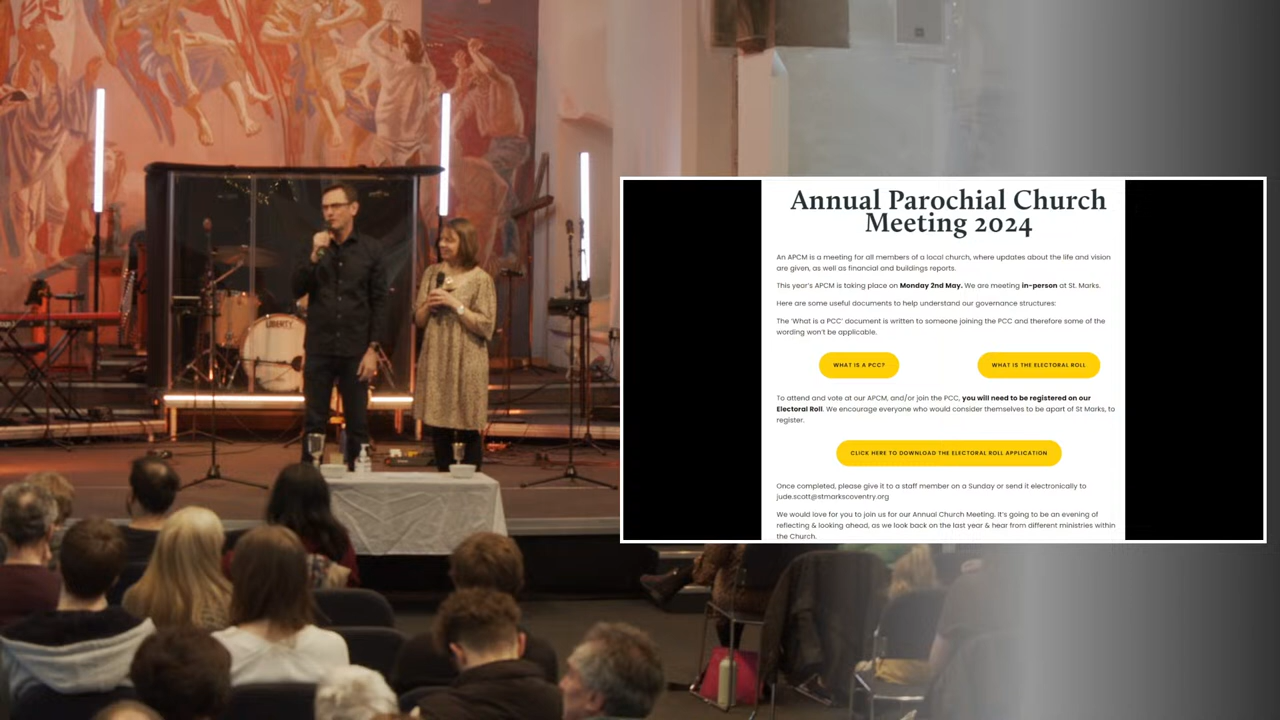 LIBERTY
Annual Parochial Church
Meeting 2024
An APCM is a meeting for all members of a local church, where updates about the life and vision
are given, as well as financial and buildings reports.
This year's APCM is taking place on Monday 2nd May. We are meeting in-person at St. Marks.
Here are some useful documents to help understand our governance structures:
The 'What is a PCC' document is written to someone joining the PCC and therefore some of the
wording won't be applicable.
WHAT IS A PCC?
WHAT IS THE ELECTORAL ROLL
To attend and vote at our APCM, and/or join the PCC, you will need to be registered on our
Electoral Roll. We encourage everyone who would consider themselves to be apart of St Marks, to
register.
CLICK HERE TO DOWNLOAD THE ELECTORAL ROLL APPLICATION
Once completed, please give it to a staff member on a Sunday or send it electronically to
jude.scott@stmarkscoventry.org
We would love for you to join us for our Annual Church Meeting. It's going to be an evening of
reflecting & looking ahead, as we look back on the last year & hear from different ministries within
the Church.